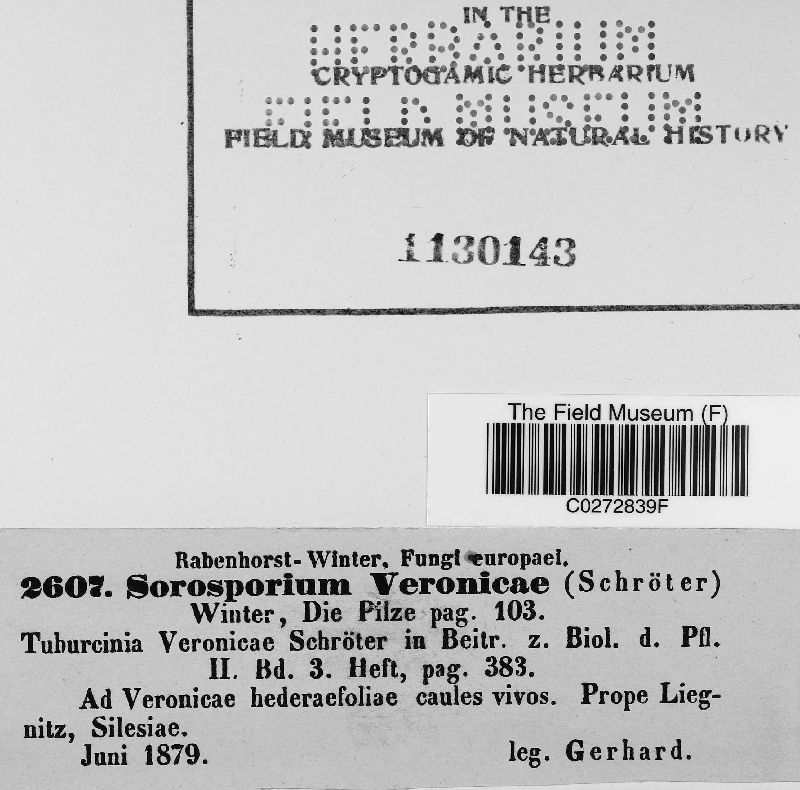 IN THE
HERBARIUM
CRYPTOGAMIC HERBARIUM
FIELD MUSEUM
FIELD MUSEUM OF NATURAL HISTORY
1130143
The Field Museum (F)
C0272839F
Rabenhorst-Winter, Fungi europaei.
2607. Sorosporium Veronicae (Schröter)
Winter, Die Pilze pag. 103.
Tuburcinia Veronicae Schröter in Beitr. z. Biol. d. Pfl.
II. Bd. 3. Heft, pag. 383.
Ad Veronicae hederaefoliae caules vivos. Prope Lieg-
nitz, Silesiae.
Juni 1879. leg. Gerhard.